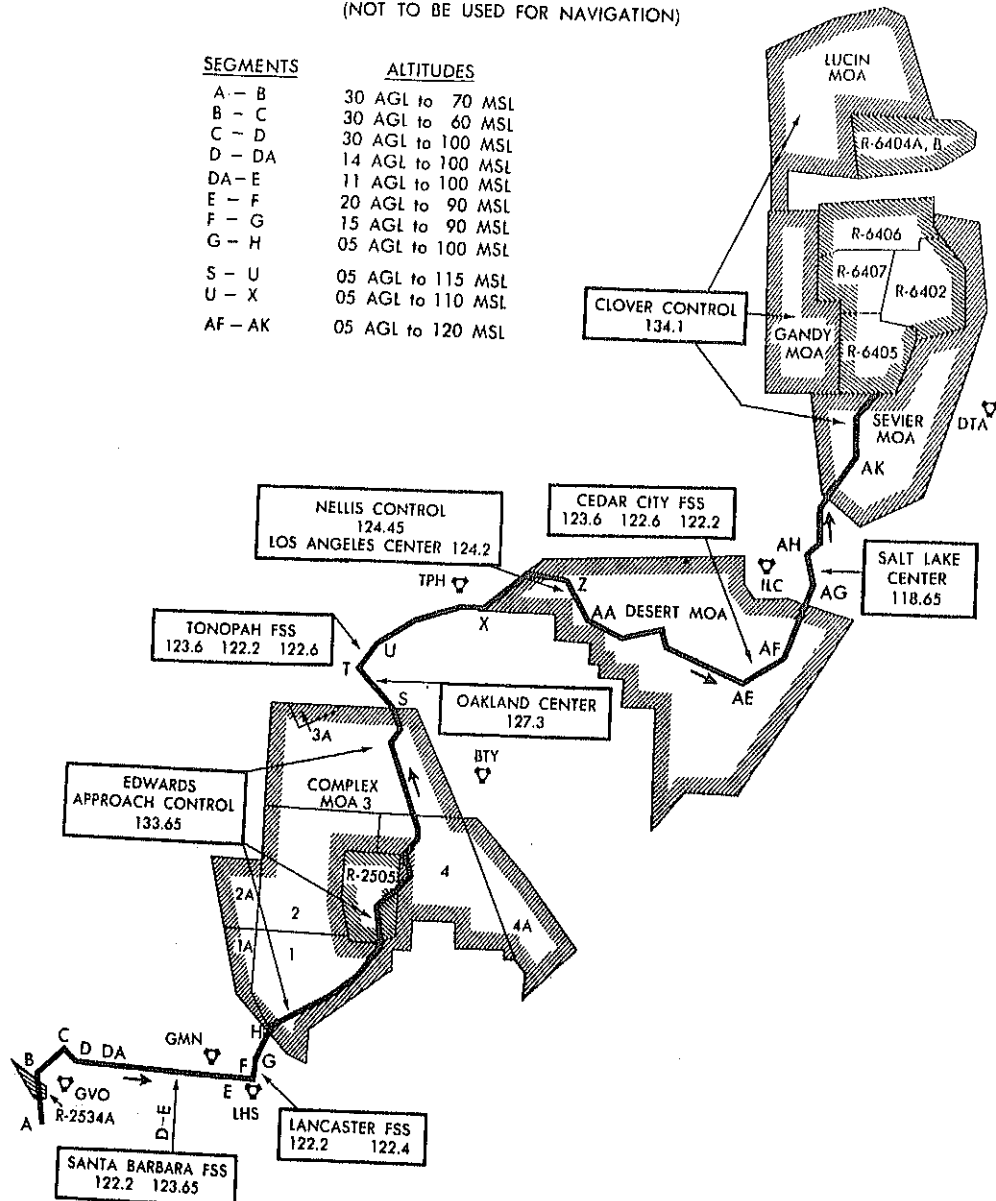 (NOT TO BE USED FOR NAVIGATION)
SEGMENTS ALTITUDES
A - B 30 AGL to 70 MSL
B - C 30 AGL to 60 MSL
C - D 30 AGL to 100 MSL
D - DA 14 AGL to 100 MSL
DA - E 11 AGL to 100 MSL
E - F 20 AGL to 90 MSL
F - G 15 AGL to 90 MSL
G - H 05 AGL to 100 MSL
S - U 05 AGL to 115 MSL
U - X 05 AGL to 110 MSL
AF - AK 05 AGL to 120 MSL
LUCIN
MOA
R-6404A, B
R-6406
R-6407
R-6402
CLOVER CONTROL
134.1
GANDY
MOA
R-6405
SEVIER
MOA
DTA
AK
NELLIS CONTROL
124.45
LOS ANGELES CENTER 124.2
CEDAR CITY FSS
123.6 122.6 122.2
AH
ILC
SALT LAKE
CENTER
118.65
TPH
Z
AG
X
AA
DESERT MOA
TONOPAH FSS
123.6 122.2 122.6
U
AF
T
AE
S
OAKLAND CENTER
127.3
3A
BTY
EDWARDS
APPROACH CONTROL
133.65
COMPLEX
MOA 3
R-2505
4
2A
2
4A
1A
1
H
GMN
C
D DA
F
G
B
E
GVO
LHS
R-2534A
A
D-E
LANCASTER FSS
122.2 122.4
SANTA BARBARA FSS
122.2 123.65